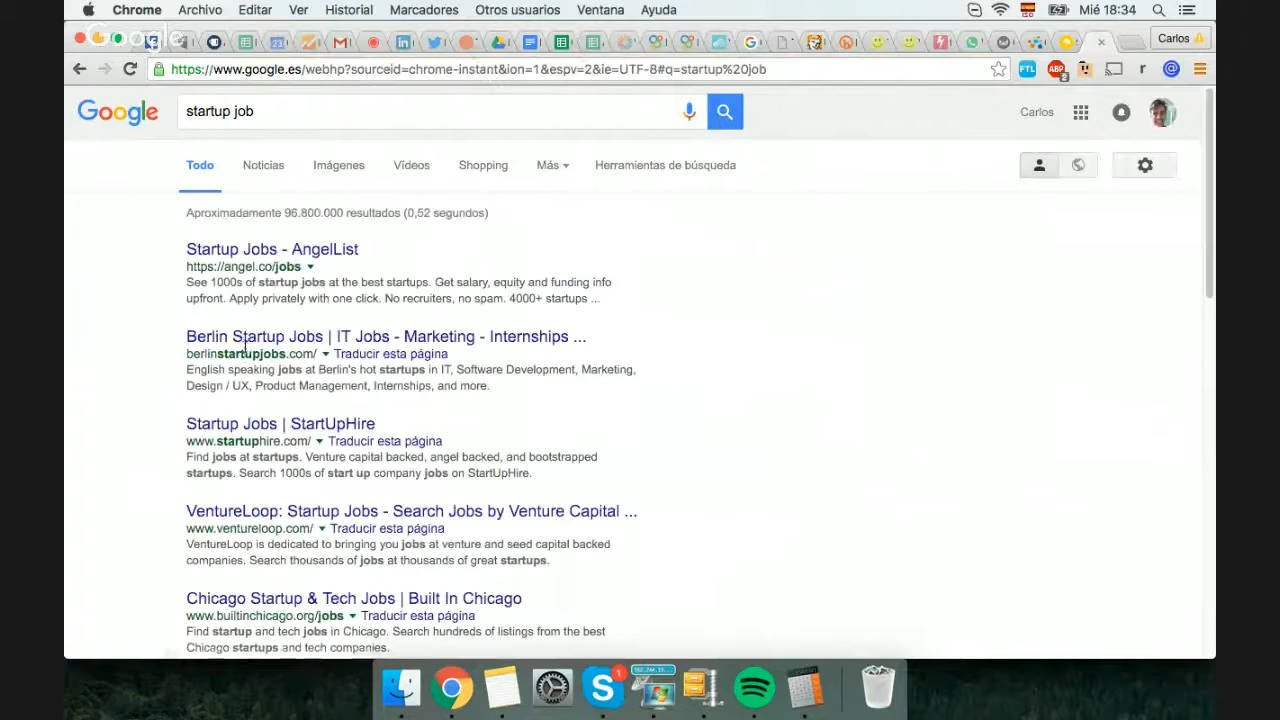 Chrome Archivo Editar Ver Historial Marcadores Otros usuarios Ventana Ayuda ISO Mié 18:34
Google
Carlos
https://www.google.es/webhp?sourceid=chrome-instant&ion=1&espv=2&ie=UTF-8#q=startup%20job FTL ABP 2 r @
Google startup job Carlos
Todo Noticias Imágenes Vídeos Shopping Más Herramientas de búsqueda
Aproximadamente 96.800.000 resultados (0,52 segundos)
Startup Jobs - AngelList
https://angel.co/jobs
See 1000s of startup jobs at the best startups. Get salary, equity and funding info
upfront. Apply privately with one click. No recruiters, no spam. 4000+ startups ...
Berlin Startup Jobs | IT Jobs - Marketing - Internships ...
berlinstartupjobs.com/ Traducir esta página
English speaking jobs at Berlin's hot startups in IT, Software Development, Marketing,
Design / UX, Product Management, Internships, and more.
Startup Jobs | StartUpHire
www.startuphire.com/ Traducir esta página
Find jobs at startups. Venture capital backed, angel backed, and bootstrapped
startups. Search 1000s of start up company jobs on StartUpHire.
VentureLoop: Startup Jobs - Search Jobs by Venture Capital ...
www.ventureloop.com/ Traducir esta página
VentureLoop is dedicated to bringing you jobs at venture and seed capital backed
companies. Search thousands of jobs at thousands of great startups.
Chicago Startup & Tech Jobs | Built In Chicago
www.builtinchicago.org/jobs Traducir esta página
Find startup and tech jobs in Chicago. Search hundreds of listings from the best
Chicago startups and tech companies.
S 1